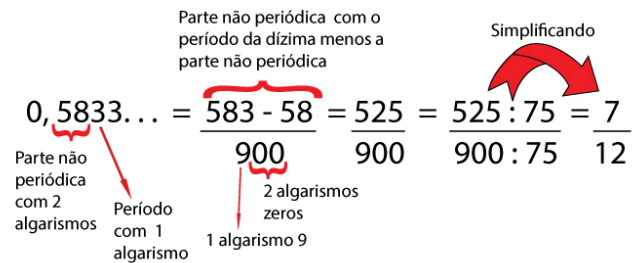 Parte não periódica com o
período da dízima menos a
parte não periódica
Simplificando
0, 5833. . . = 583 - 58 / 900 = 525 / 900 = 525 : 75 / 900 : 75 = 7 / 12
Parte não
periódica
com 2
algarismos
Período
com 1
algarismo
2 algarismos
zeros
1 algarismo 9